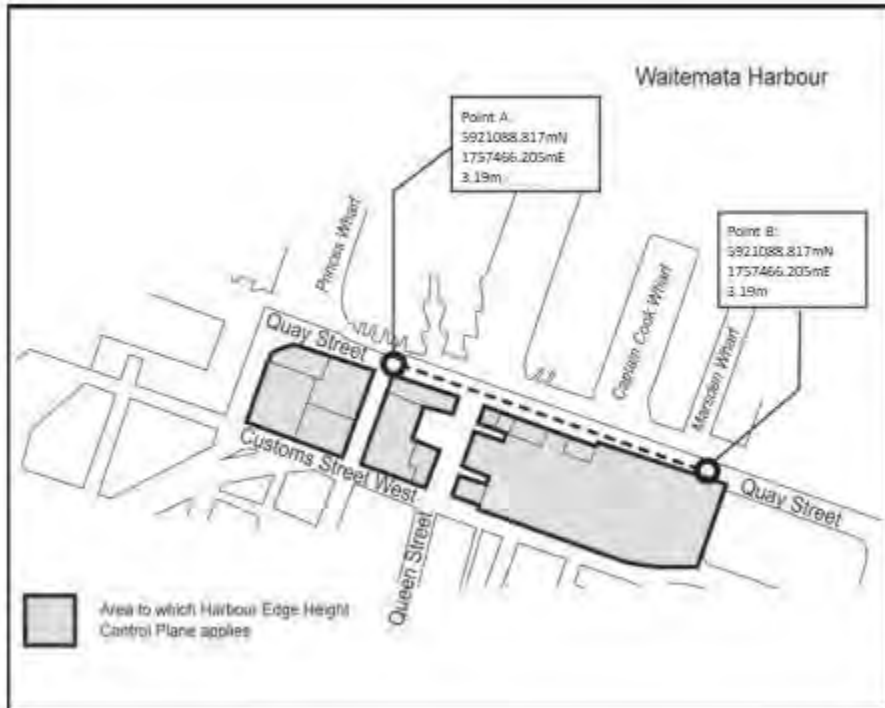 Waitemata Harbour
Point A:
5921088.817mN
1757466.205mE
3.19m
Point B:
5921088.817mN
1757466.205mE
3.19m
Princes Wharf
Captain Cook Wharf
Marsden Wharf
Quay Street
Customs Street West
Quay Street
Queen Street
Area to which Harbour Edge Height
Control Plane applies